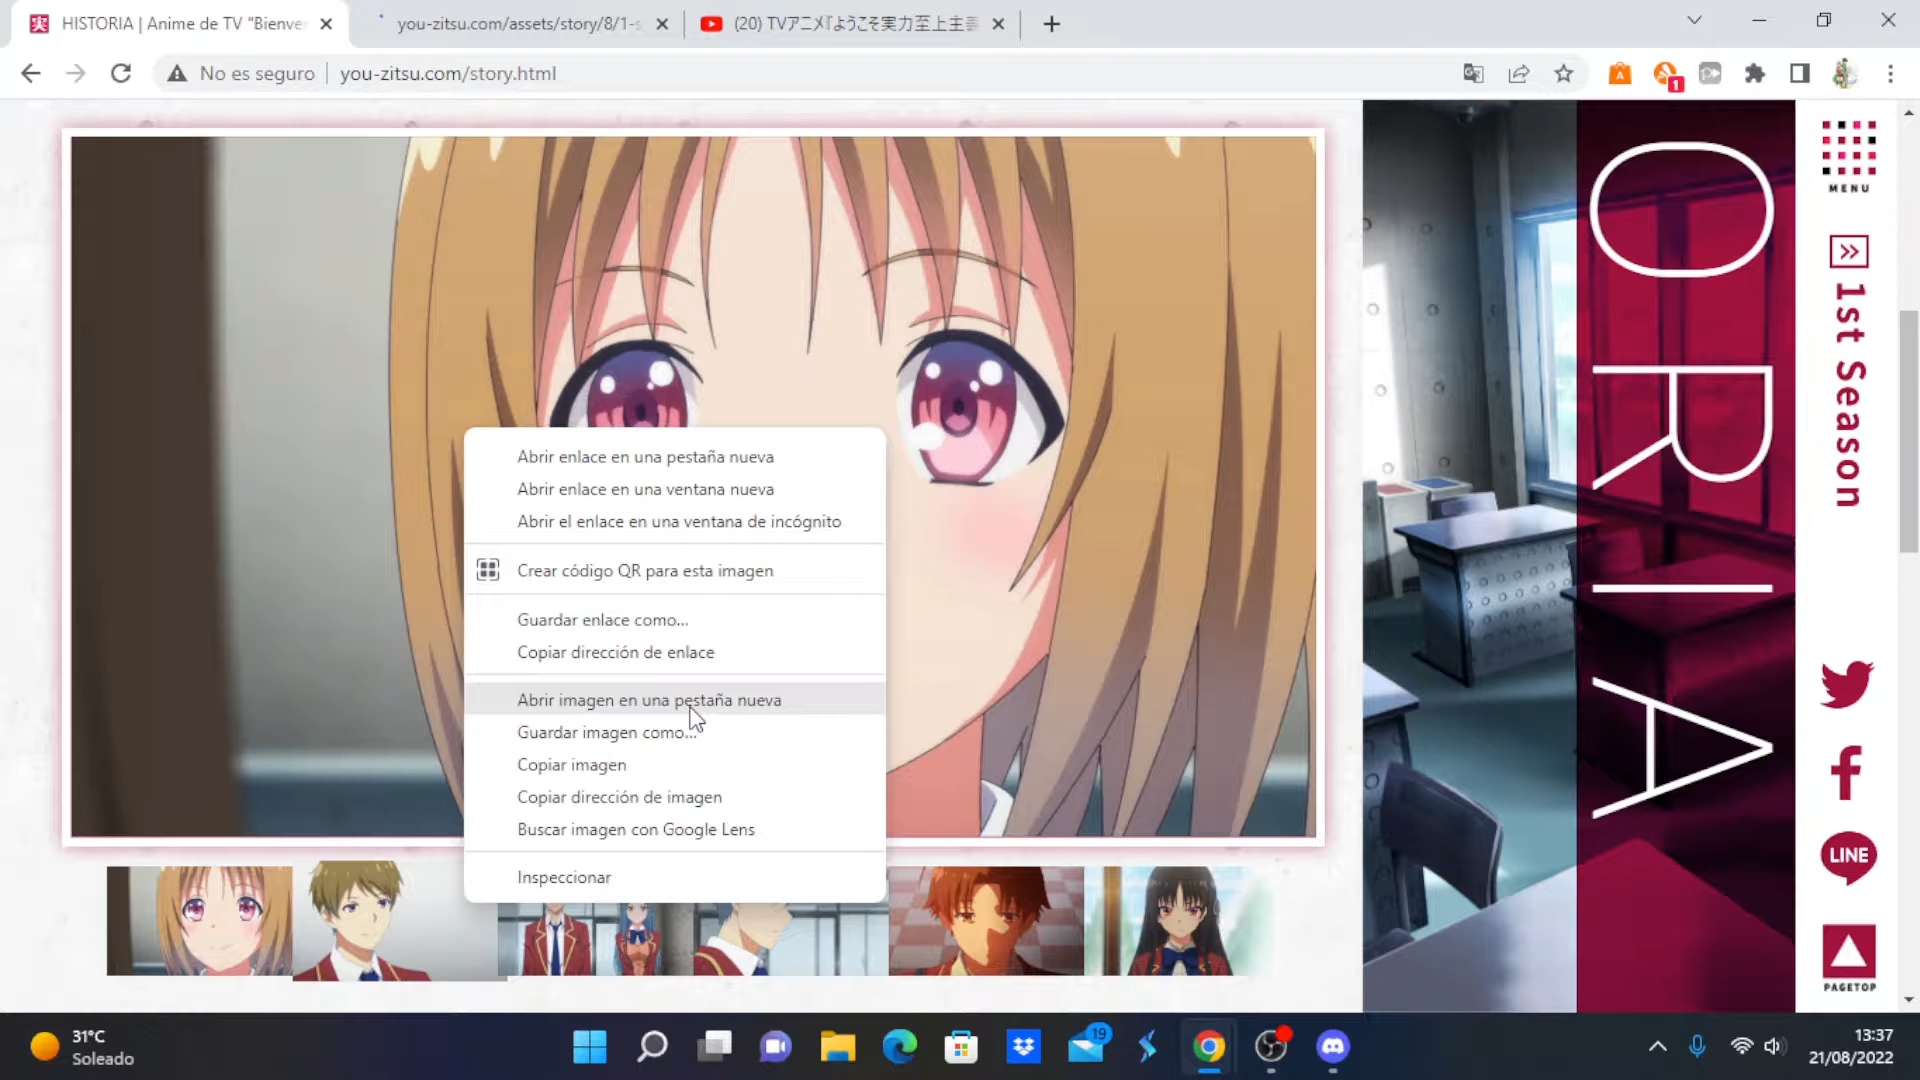 HISTORIA | Anime de TV "Bienve
you-zitsu.com/assets/story/8/1-s
(20) TVアニメ『ようこそ実力至上主義
No es seguro
you-zitsu.com/story.html
1
MENU
1st Season
ORIA
Abrir enlace en una pestaña nueva
Abrir enlace en una ventana nueva
Abrir el enlace en una ventana de incógnito
Crear código QR para esta imagen
Guardar enlace como...
Copiar dirección de enlace
Abrir imagen en una pestaña nueva
Guardar imagen como...
Copiar imagen
Copiar dirección de imagen
Buscar imagen con Google Lens
Inspeccionar
LINE
PAGETOP
31°C
Soleado
19
13:37
21/08/2022